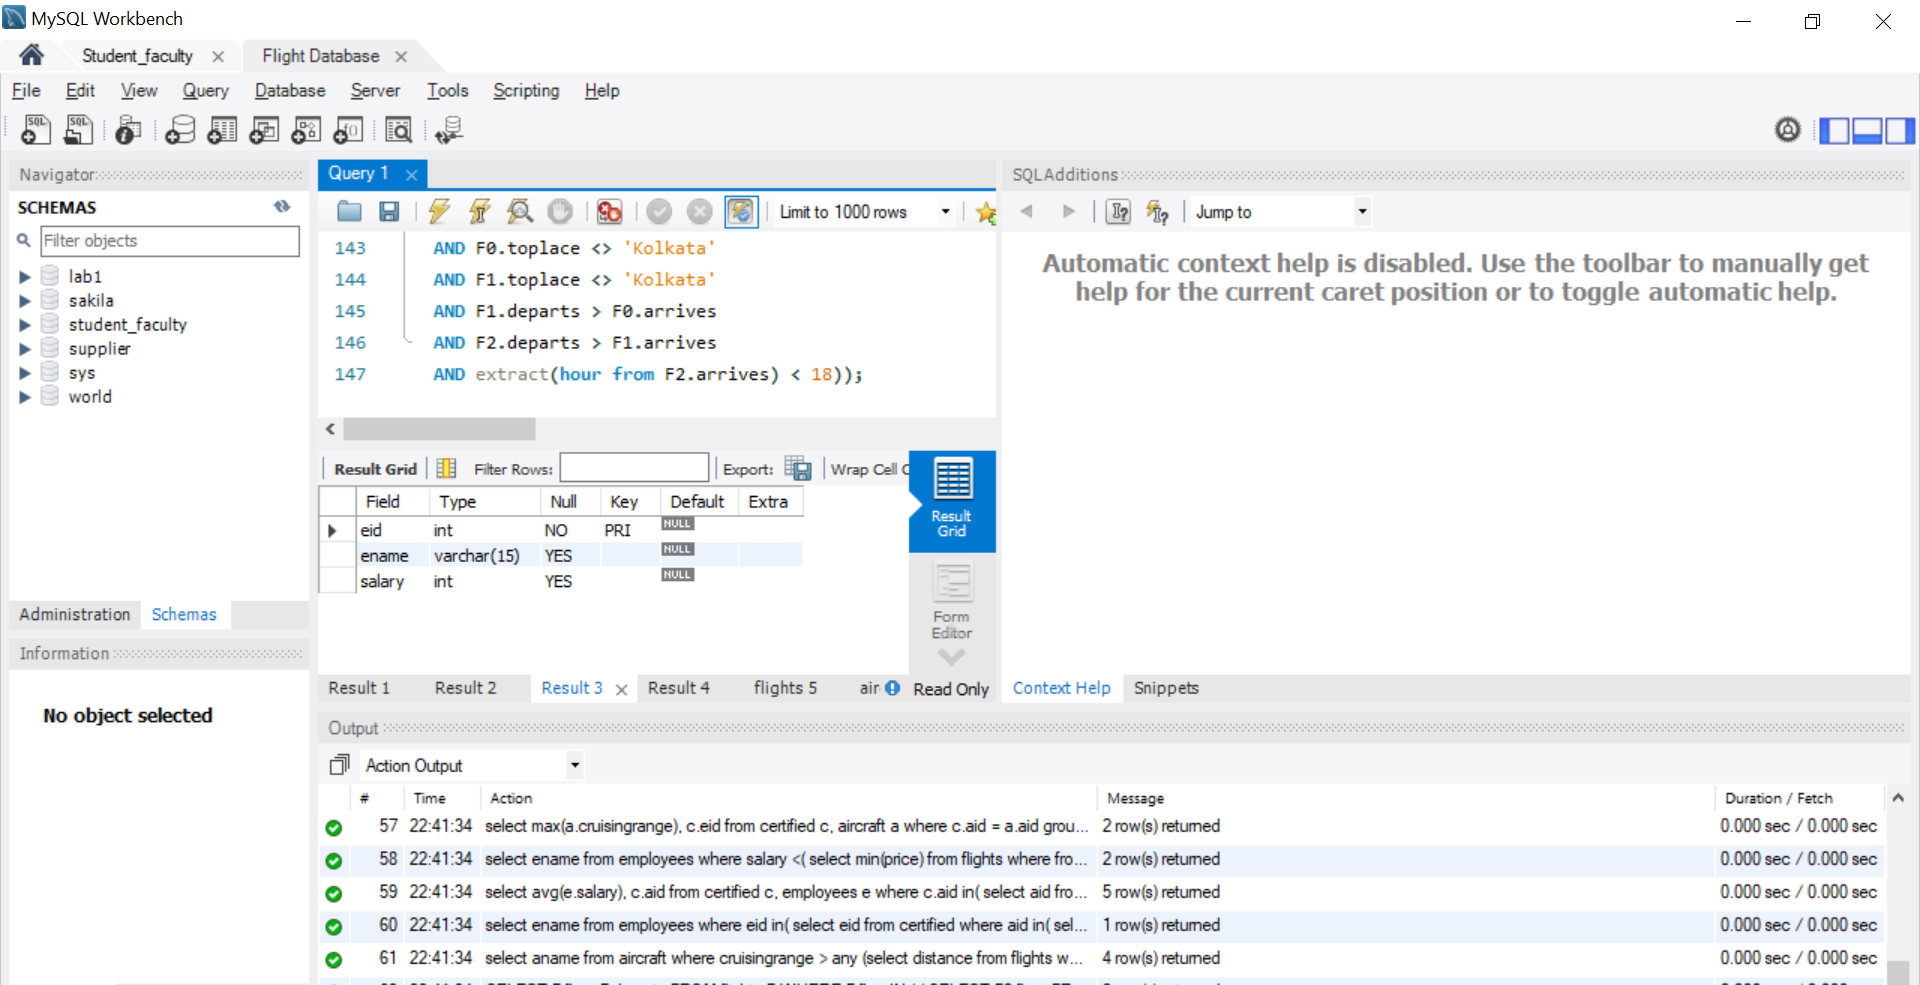 MySQL Workbench
Student_faculty
Flight Database
File Edit View Query Database Server Tools Scripting Help
Navigator
SCHEMAS
Filter objects
lab1
sakila
student_faculty
supplier
sys
world
Administration Schemas
Information
No object selected
Query 1
Limit to 1000 rows
143 AND F0.toplace <> 'Kolkata'
144 AND F1.toplace <> 'Kolkata'
145 AND F1.departs > F0.arrives
146 AND F2.departs > F1.arrives
147 AND extract(hour from F2.arrives) < 18));
Result Grid Filter Rows: Export: Wrap Cell C
Field Type Null Key Default Extra
eid int NO PRI NULL
ename varchar(15) YES NULL
salary int YES NULL
Result Grid
Form Editor
Result 1 Result 2 Result 3 Result 4 flights 5 air Read Only
SQLAdditions
Jump to
Automatic context help is disabled. Use the toolbar to manually get
help for the current caret position or to toggle automatic help.
Context Help Snippets
Output
Action Output
# Time Action Message Duration / Fetch
57 22:41:34 select max(a.cruisingrange), c.eid from certified c, aircraft a where c.aid = a.aid grou... 2 row(s) returned 0.000 sec / 0.000 sec
58 22:41:34 select ename from employees where salary <( select min(price) from flights where fro... 2 row(s) returned 0.000 sec / 0.000 sec
59 22:41:34 select avg(e.salary), c.aid from certified c, employees e where c.aid in( select aid fro... 5 row(s) returned 0.000 sec / 0.000 sec
60 22:41:34 select ename from employees where eid in( select eid from certified where aid in( sel... 1 row(s) returned 0.000 sec / 0.000 sec
61 22:41:34 select aname from aircraft where cruisingrange > any (select distance from flights w... 4 row(s) returned 0.000 sec / 0.000 sec